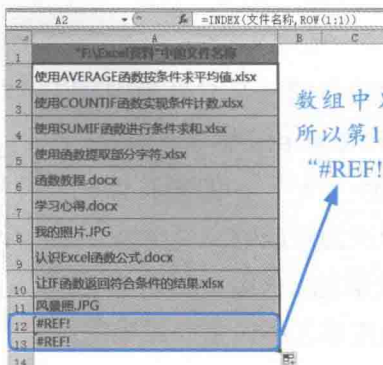 A2 fx =INDEX(文件名称,ROW(1:1))
A B C
1 "F:\Excel资料"中的文件名称
2 使用AVERAGE函数按条件求平均值.xlsx
3 使用COUNTIF函数实现条件计数.xlsx
4 使用SUMIF函数进行条件求和.xlsx
5 使用函数提取部分字符.xlsx
6 函数教程.docx
7 学习心得.docx
8 我的照片.JPG
9 认识Excel函数公式.docx
10 让IF函数返回符合条件的结果.xlsx
11 风景照.JPG
12 #REF!
13 #REF!
14
数组中
所以第1
“#REF!